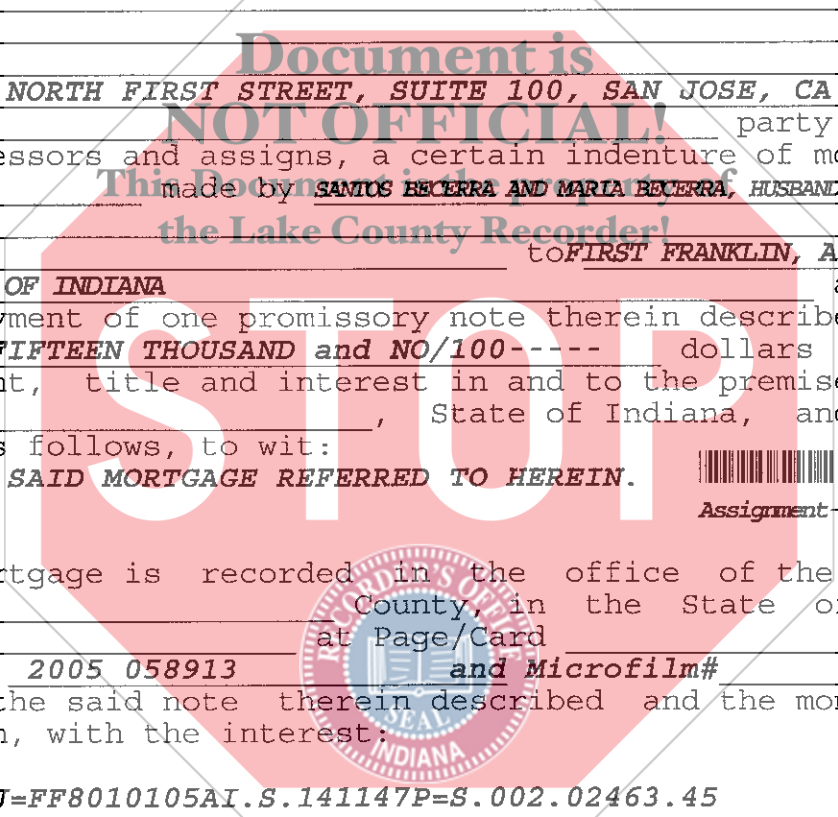 Document is
NORTH FIRST STREET, SUITE 100, SAN JOSE, CA
NOT OFFICIAL!
party
essors and assigns, a certain indenture of mo
This Document is the property of
made by SANTOS BECERRA AND MARIA BECERRA, HUSBAND
the Lake County Recorder!
toFIRST FRANKLIN, A
OF INDIANA a
yment of one promissory note therein describe
FIFTEEN THOUSAND and NO/100----- dollars
nt, title and interest in and to the premise
, State of Indiana, and
s follows, to wit:
SAID MORTGAGE REFERRED TO HEREIN.
Assignment-
STOP
rtgage is recorded in the office of the
County, in the State of
at Page/Card
2005 058913 and Microfilm#
the said note therein described and the mor
n, with the interest:
RECORDER'S OFFICE
SEAL
INDIANA
J=FF8010105AI.S.141147P=S.002.02463.45